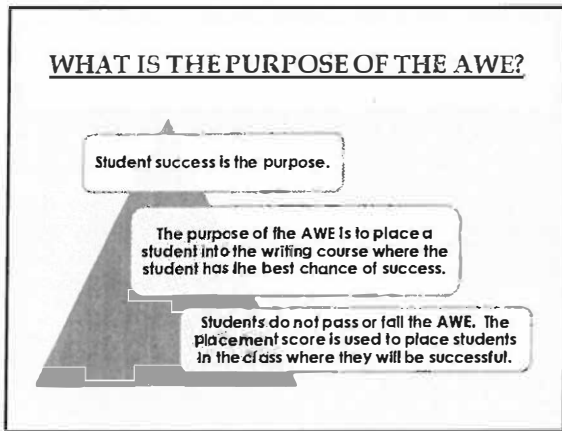 WHAT IS THE PURPOSE OF THE AWE?
Student success is the purpose.
The purpose of the AWE is to place a
student into the writing course where the
student has the best chance of success.
Students do not pass or fail the AWE. The
placement score is used to place students
in the class where they will be successful.